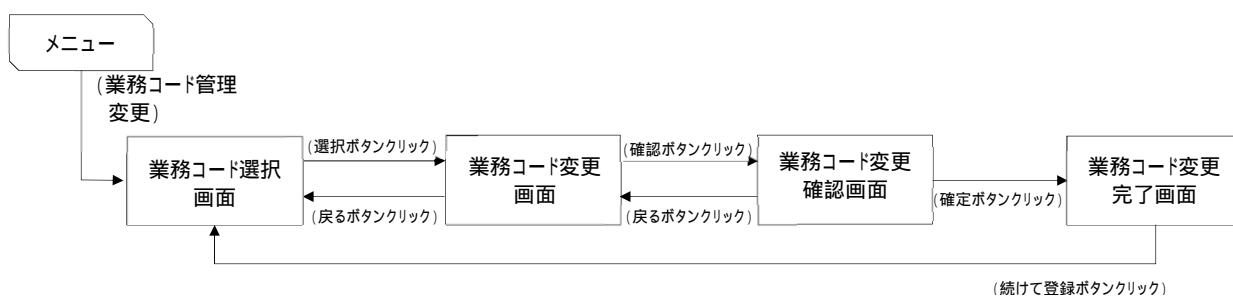 メニュー
(業務コード管理
変更)
業務コード選択
画面
(選択ボタンクリック)
(戻るボタンクリック)
業務コード変更
画面
(確認ボタンクリック)
(戻るボタンクリック)
業務コード変更
確認画面
(確定ボタンクリック)
業務コード変更
完了画面
(続けて登録ボタンクリック)